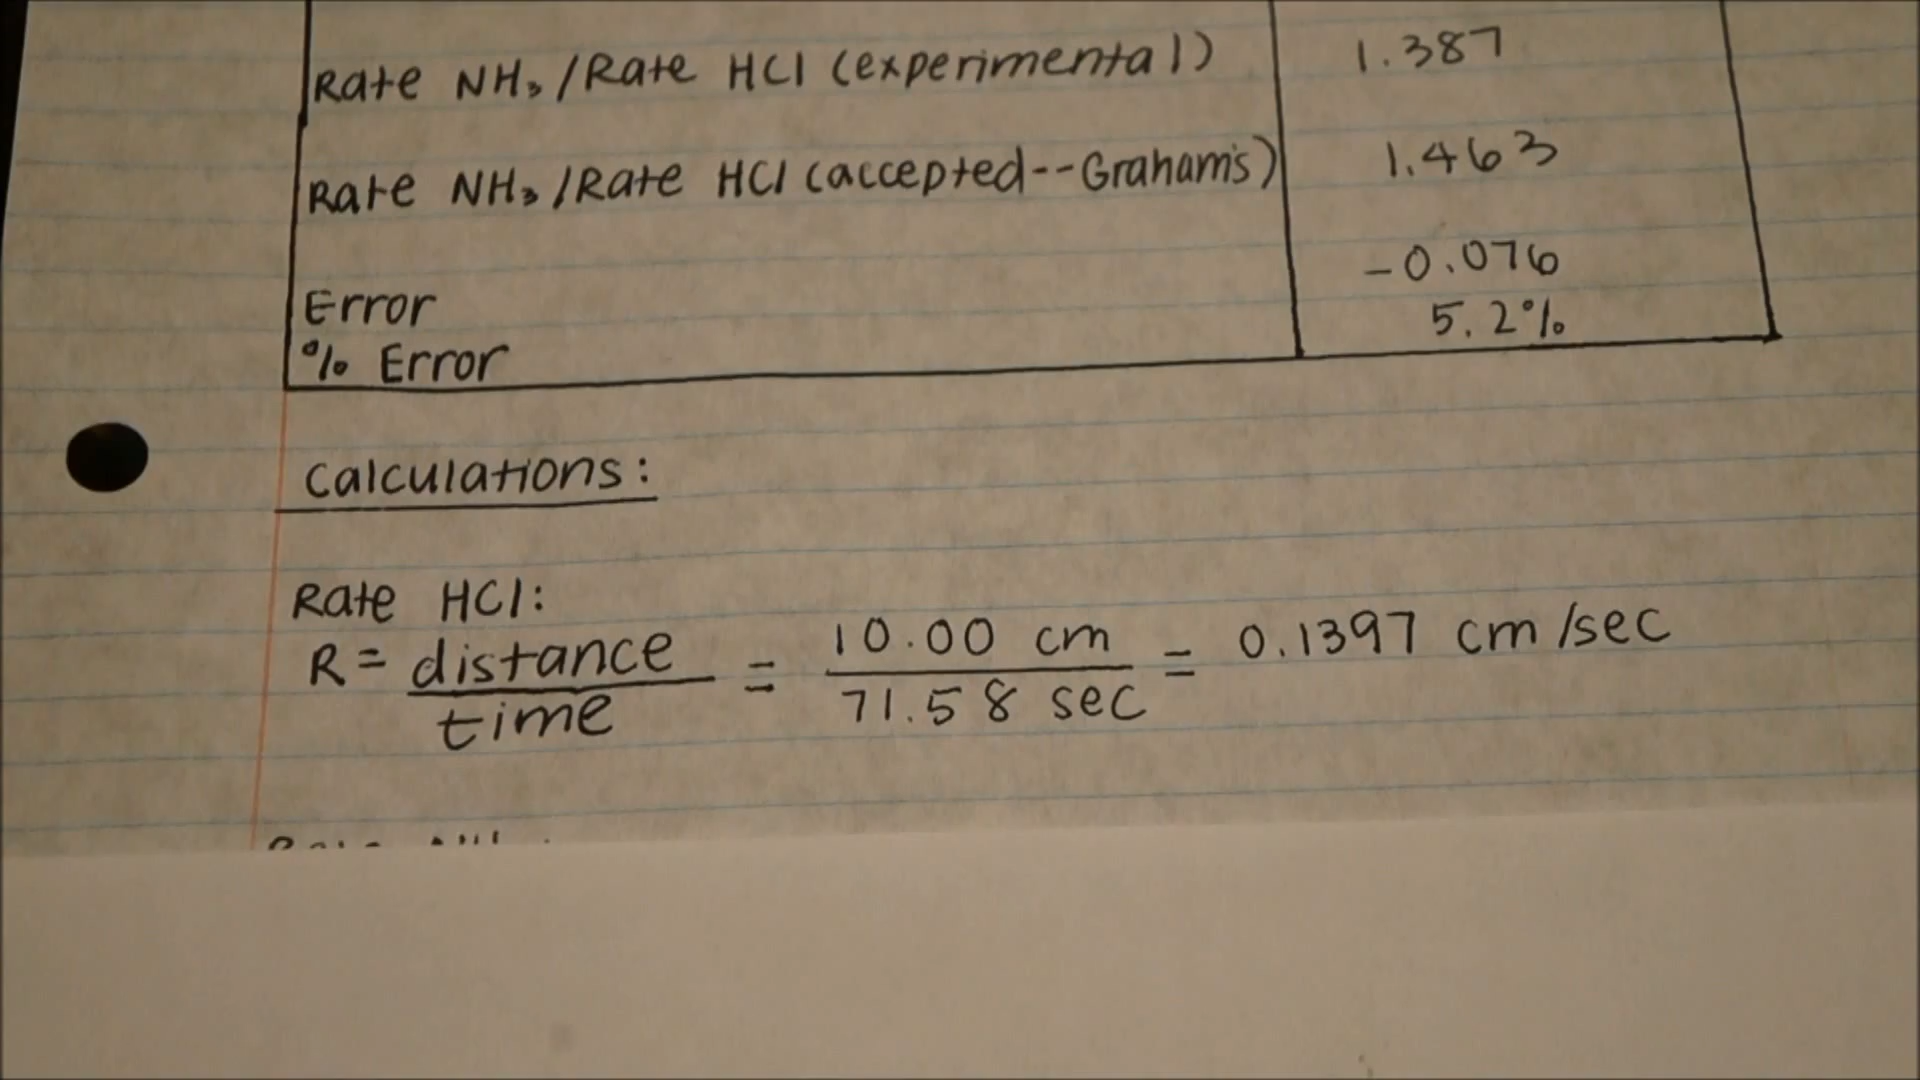 Rate NH₃/Rate HCl (experimental) 1.387
Rate NH₃/Rate HCl (accepted--Graham's) 1.463
Error -0.076
% Error 5.2%
Calculations:
Rate HCl:
R = distance/time = 10.00 cm/71.58 sec = 0.1397 cm/sec